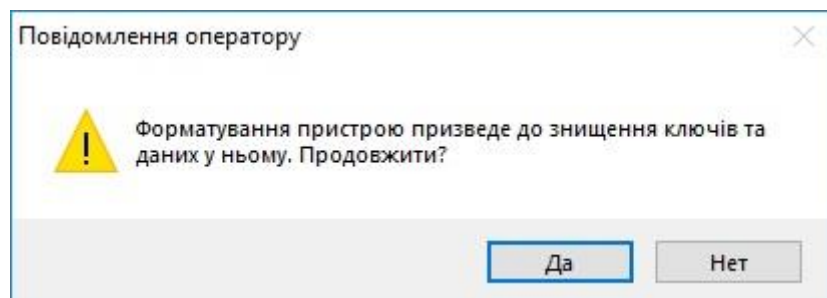 Повідомлення оператору
Форматування пристрою призведе до знищення ключів та
даних у ньому. Продовжити?
Да
Нет